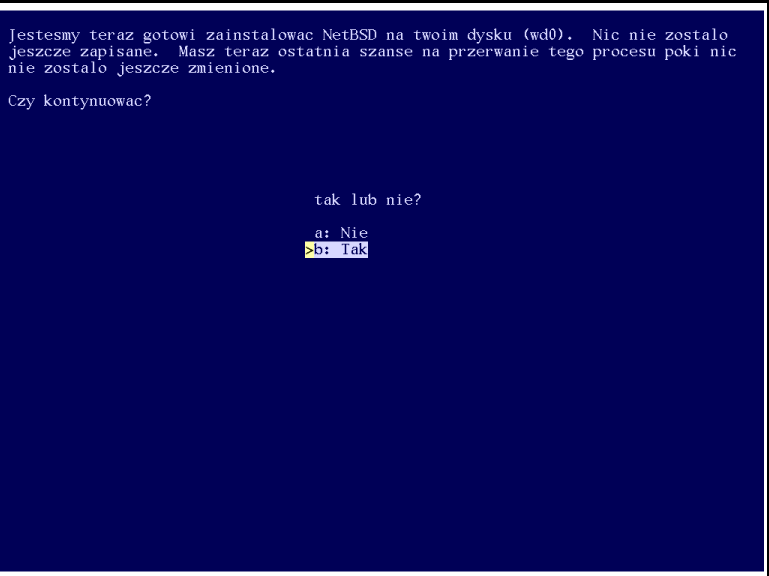 Jestesmy teraz gotowi zainstalowac NetBSD na twoim dysku (wd0).  Nic nie zostalo
jeszcze zapisane.  Masz teraz ostatnia szanse na przerwanie tego procesu poki nic
nie zostalo jeszcze zmienione.
Czy kontynuowac?
tak lub nie?
a: Nie
>b: Tak